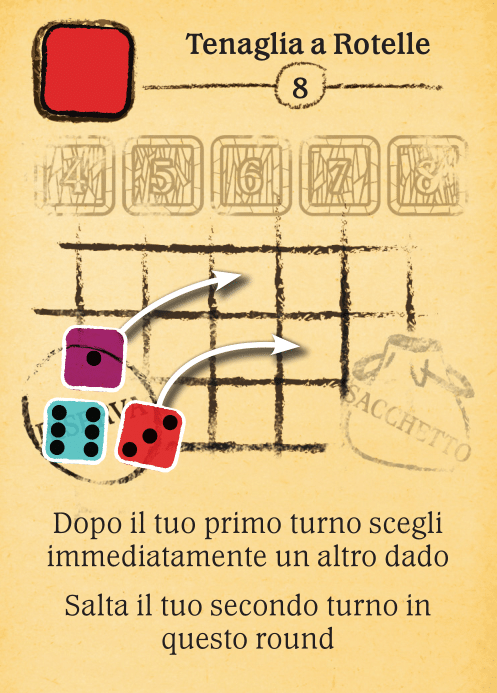 Tenaglia a Rotelle
8
4 5 6 7 8
RISERVA
SACCHETTO
Dopo il tuo primo turno scegli
immediatamente un altro dado
Salta il tuo secondo turno in
questo round